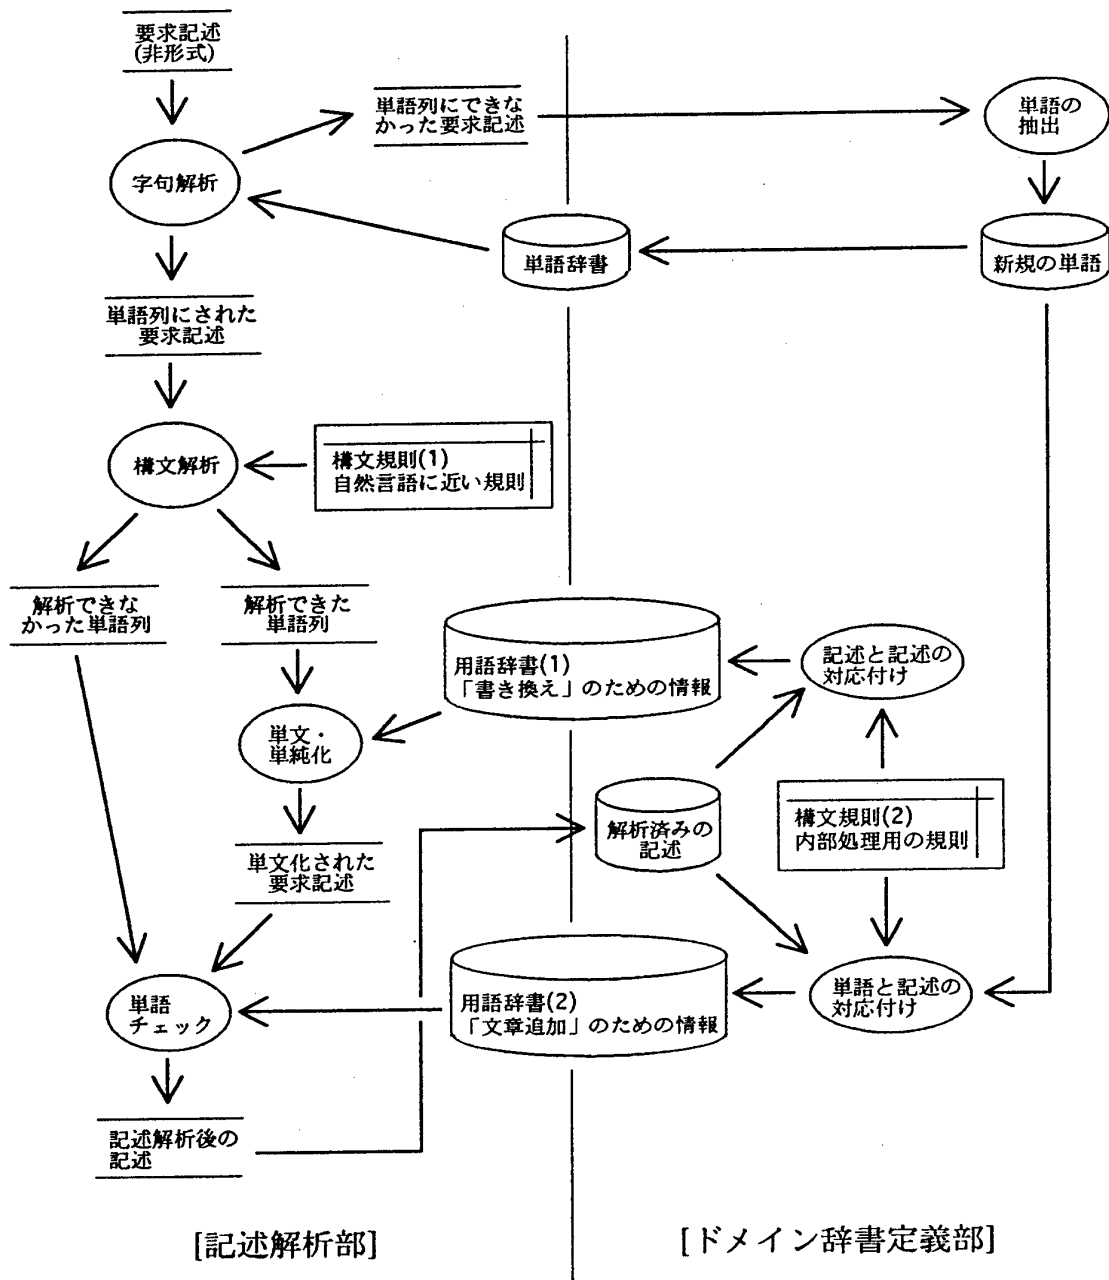 要求記述
(非形式)
単語列にできな
かった要求記述
単語の
抽出
字句解析
単語辞書
新規の単語
単語列にされた
要求記述
構文解析
構文規則(1)
自然言語に近い規則
解析できな
かった単語列
解析できた
単語列
用語辞書(1)
「書き換え」のための情報
記述と記述の
対応付け
単文・
単純化
解析済みの
記述
構文規則(2)
内部処理用の規則
単文化された
要求記述
単語
チェック
用語辞書(2)
「文章追加」のための情報
単語と記述の
対応付け
記述解析後の
記述
[記述解析部]
[ドメイン辞書定義部]